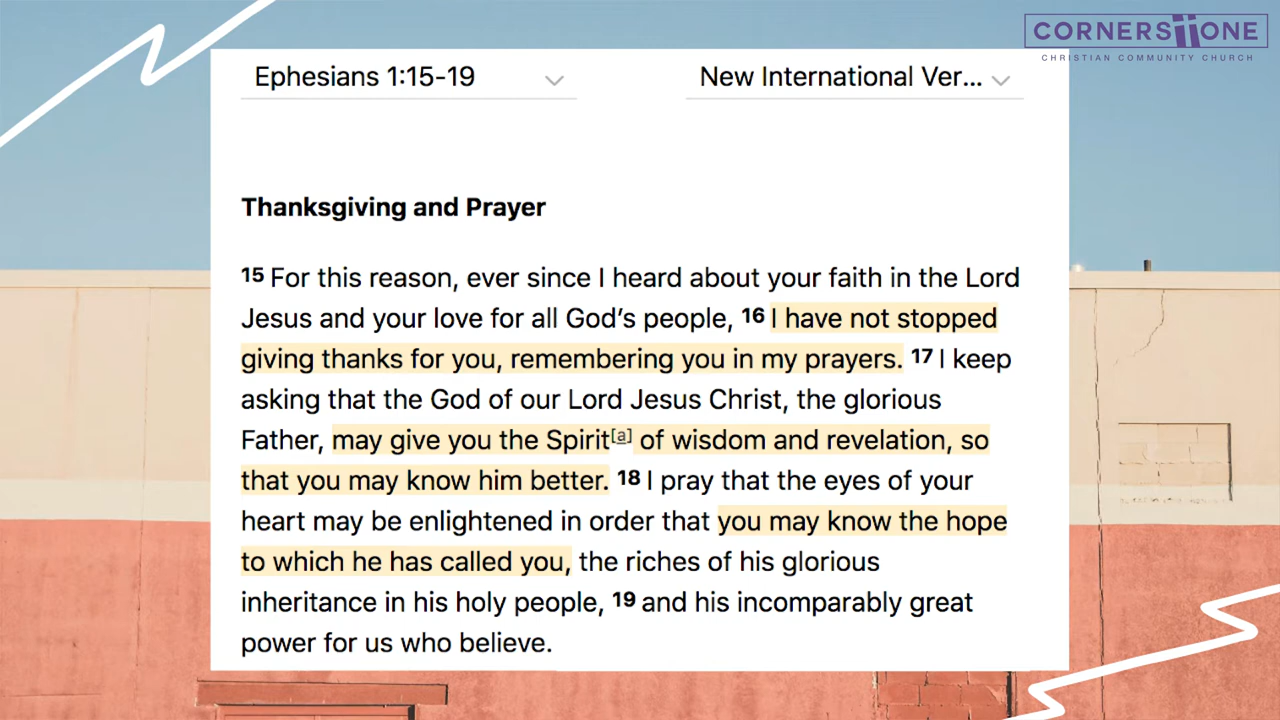 CORNERSTONE
CHRISTIAN COMMUNITY CHURCH
Ephesians 1:15-19
New International Ver...
Thanksgiving and Prayer
15 For this reason, ever since I heard about your faith in the Lord
Jesus and your love for all God's people, 16 I have not stopped
giving thanks for you, remembering you in my prayers. 17 I keep
asking that the God of our Lord Jesus Christ, the glorious
Father, may give you the Spirit[a] of wisdom and revelation, so
that you may know him better. 18 I pray that the eyes of your
heart may be enlightened in order that you may know the hope
to which he has called you, the riches of his glorious
inheritance in his holy people, 19 and his incomparably great
power for us who believe.